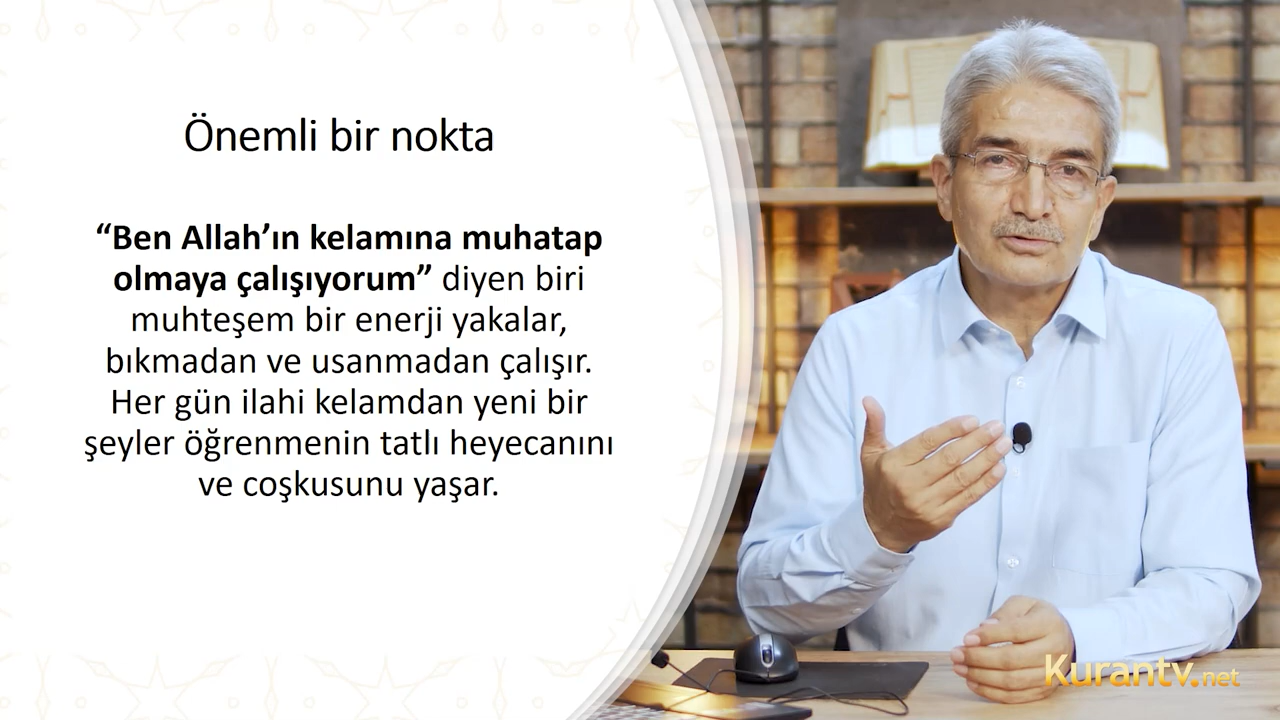 Önemli bir nokta
“Ben Allah’ın kelamına muhatap
olmaya çalışıyorum” diyen biri
muhteşem bir enerji yakalar,
bıkmadan ve usanmadan çalışır.
Her gün ilahi kelamdan yeni bir
şeyler öğrenmenin tatlı heyecanını
ve coşkusunu yaşar.
Kurantv.net